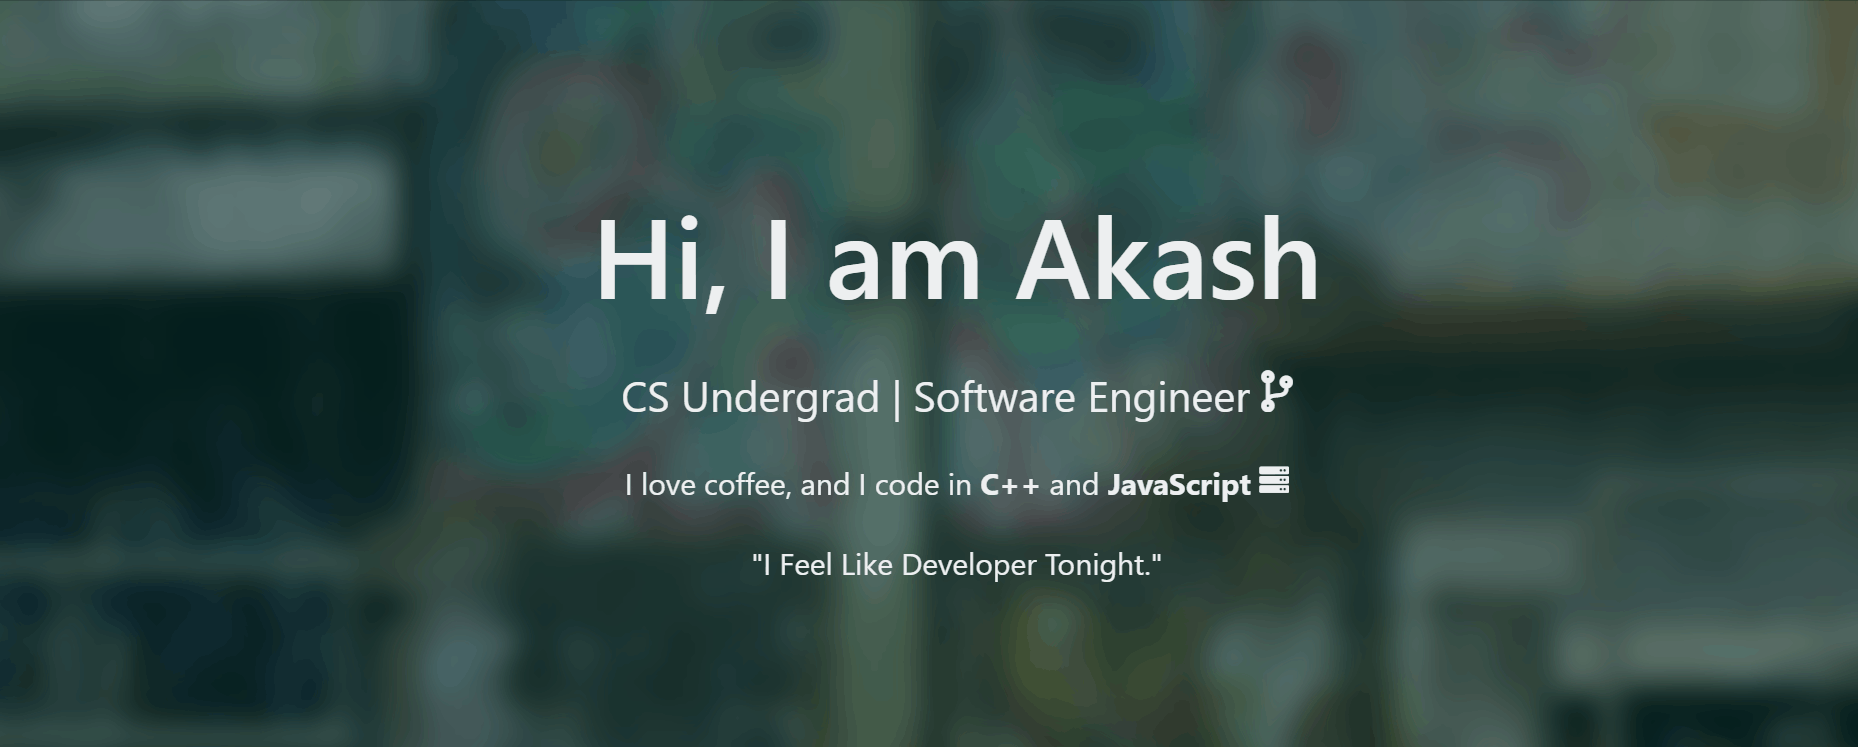 Hi, I am Akash
CS Undergrad | Software Engineer
I love coffee, and I code in C++ and JavaScript
"I Feel Like Developer Tonight."